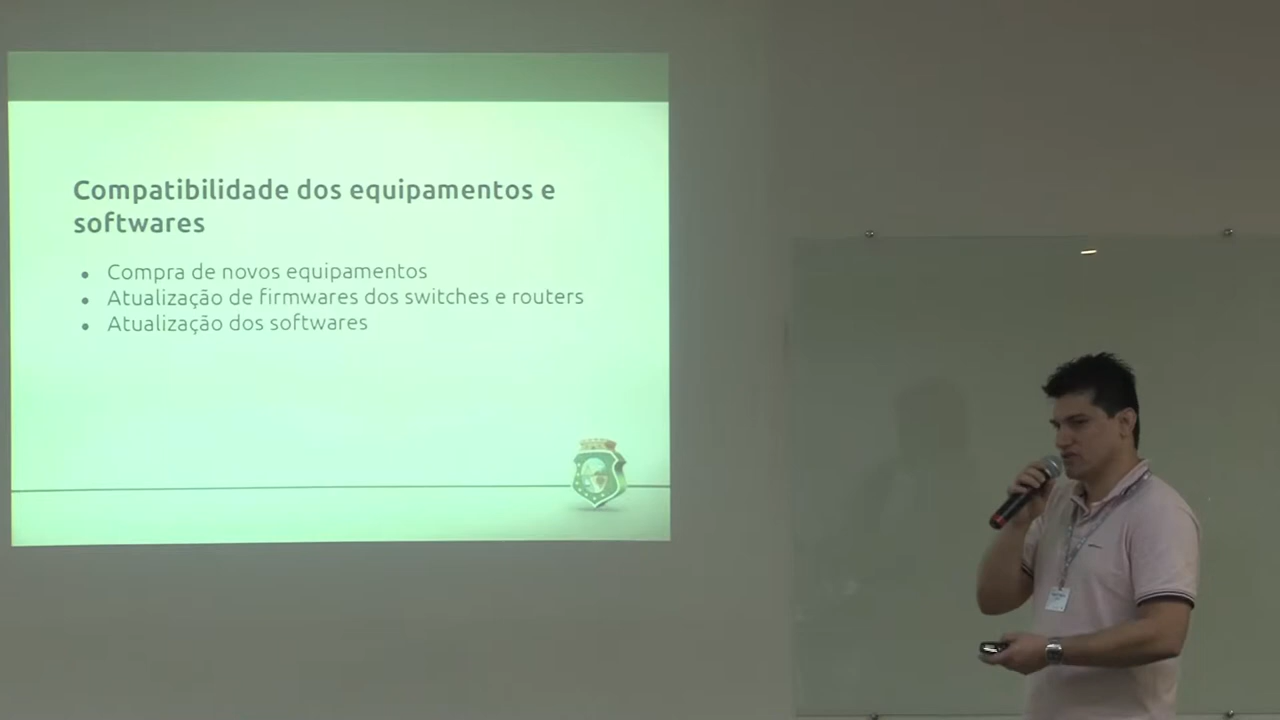 Compatibilidade dos equipamentos e
softwares
● Compra de novos equipamentos
● Atualização de firmwares dos switches e routers
● Atualização dos softwares